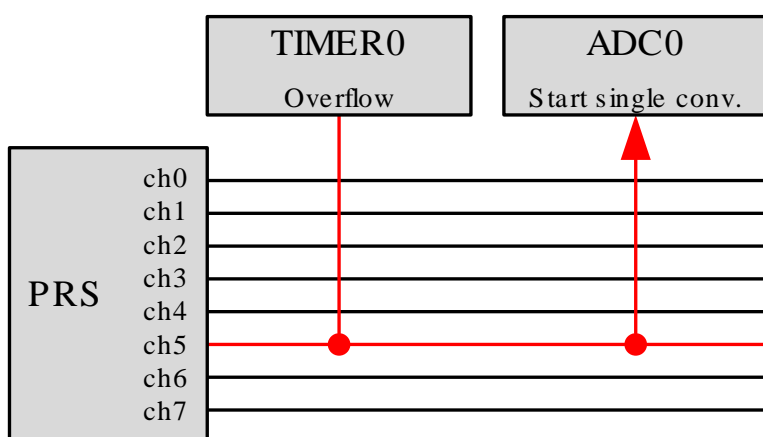 TIMER0
Overflow
ADC0
Start single conv.
PRS
ch0
ch1
ch2
ch3
ch4
ch5
ch6
ch7